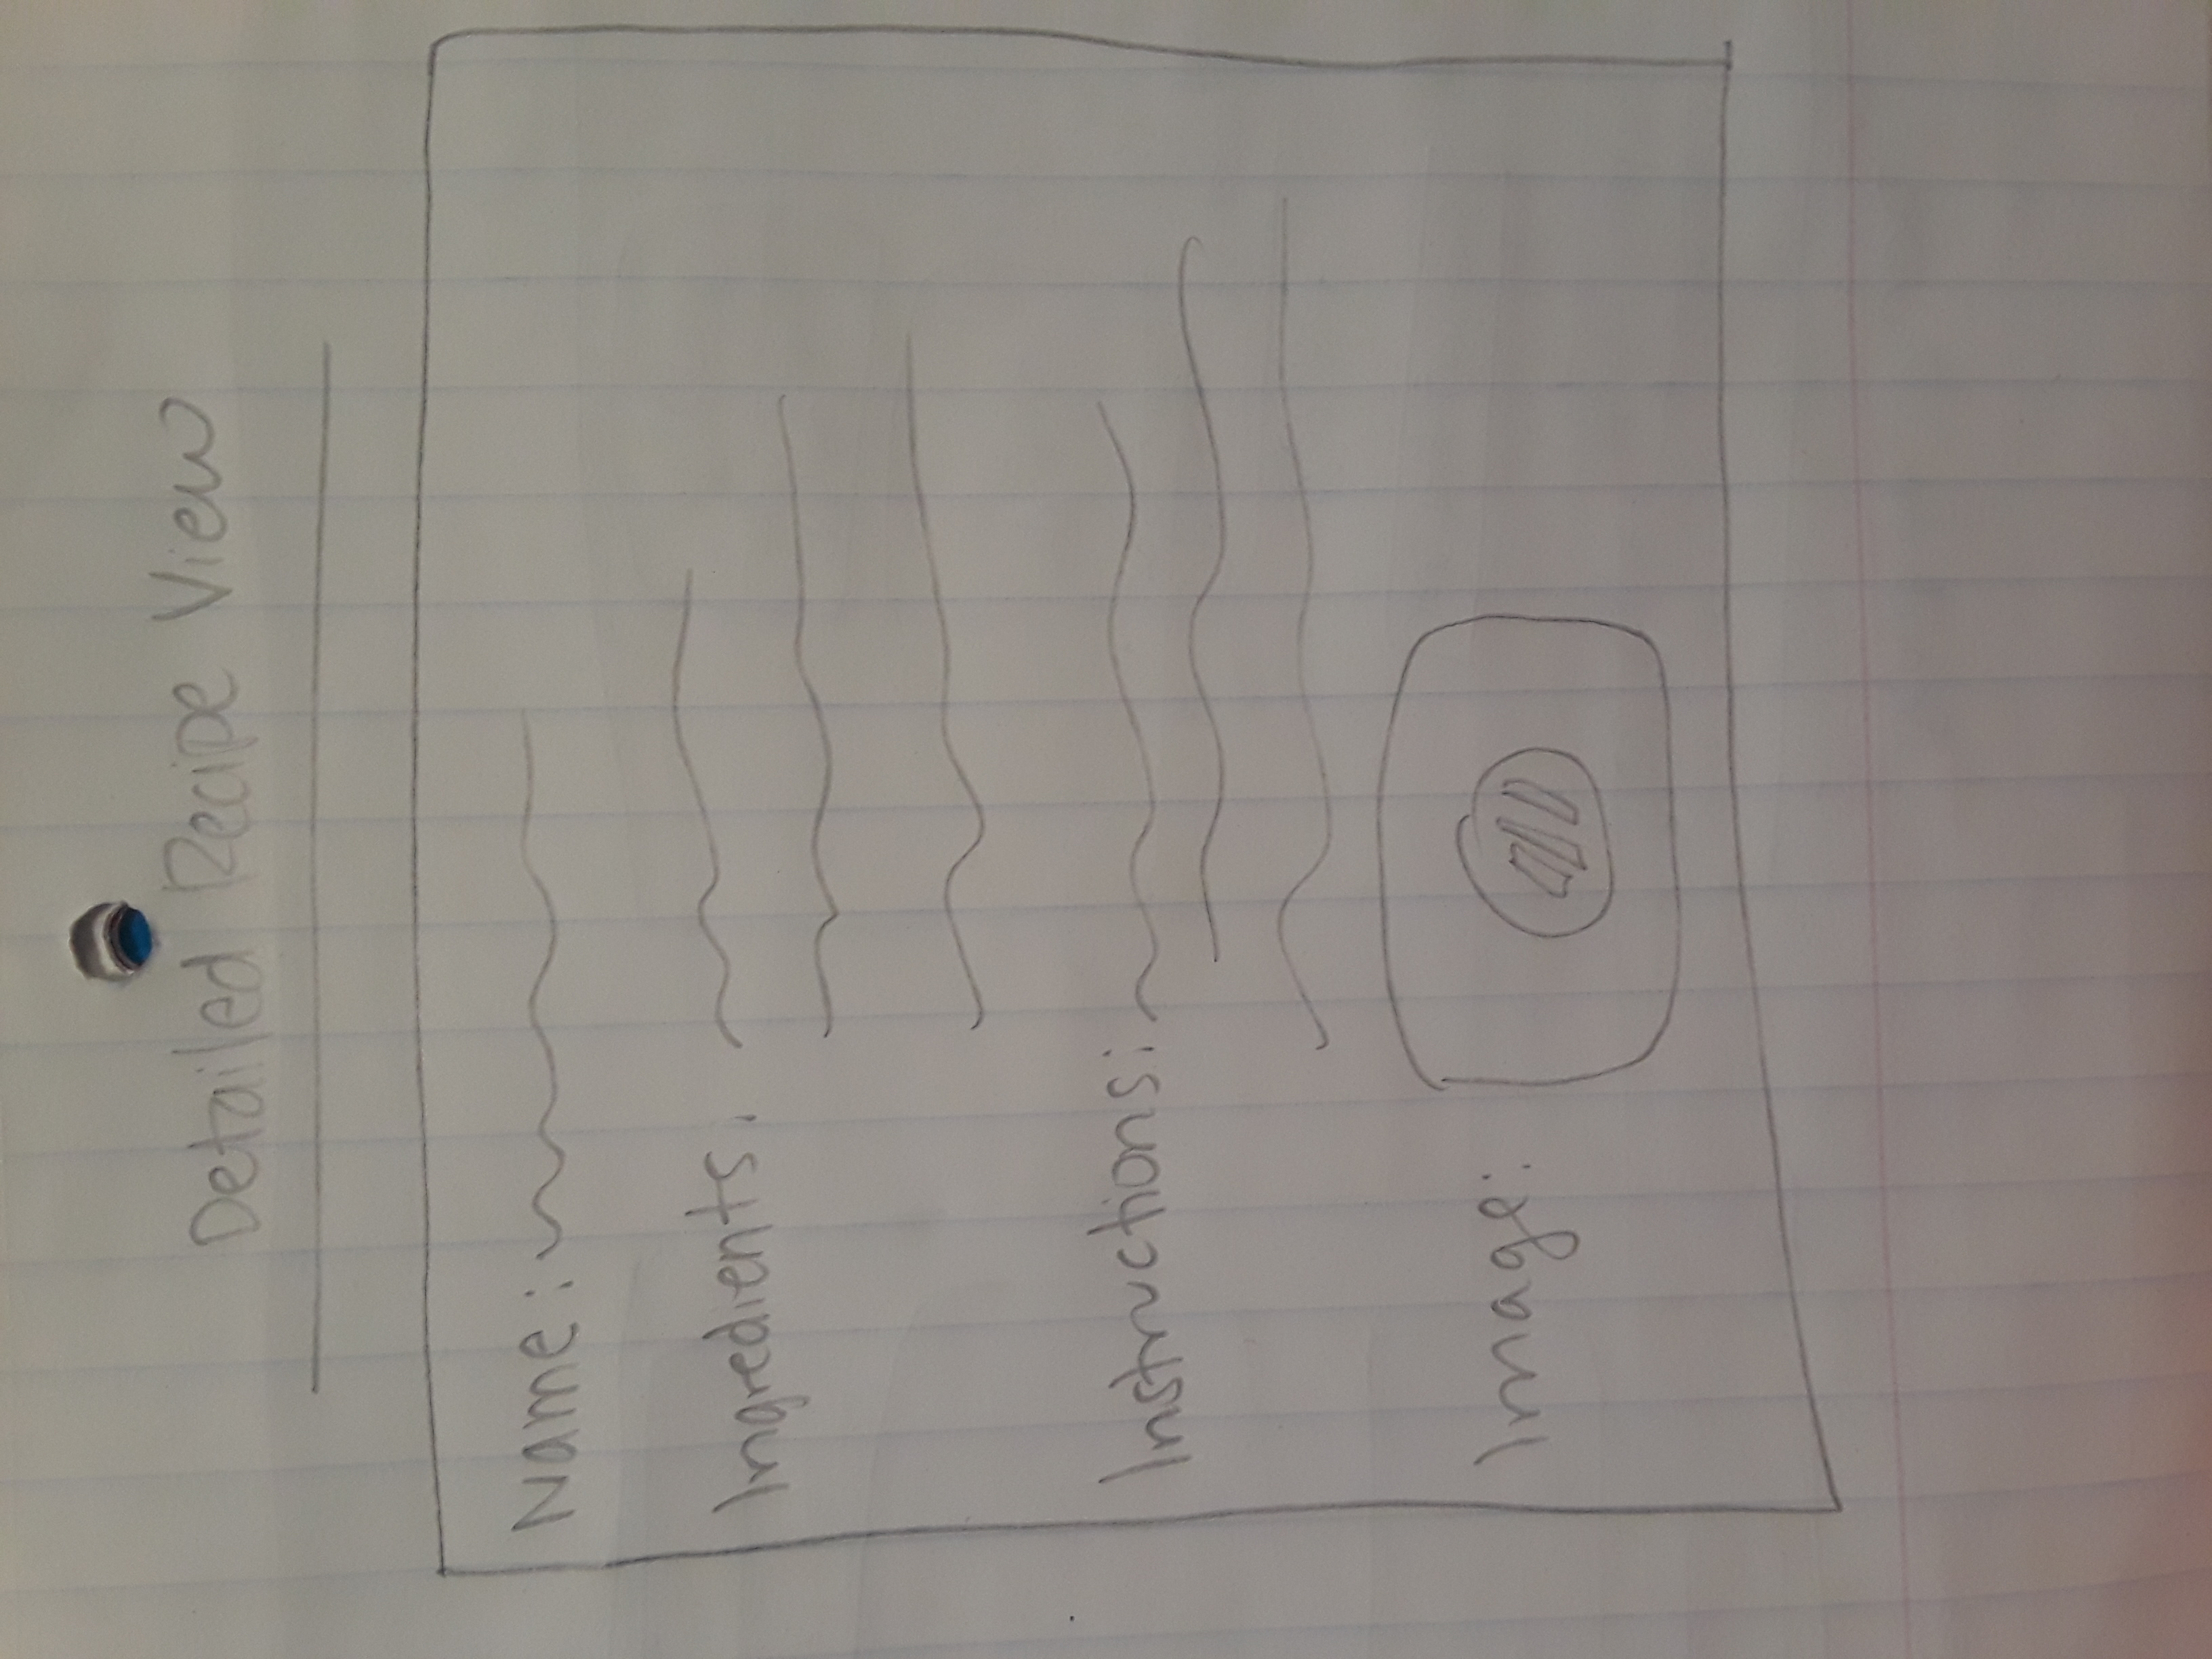 Detailed Recipe View
Name:
Ingredients.
Instructions:
Image: